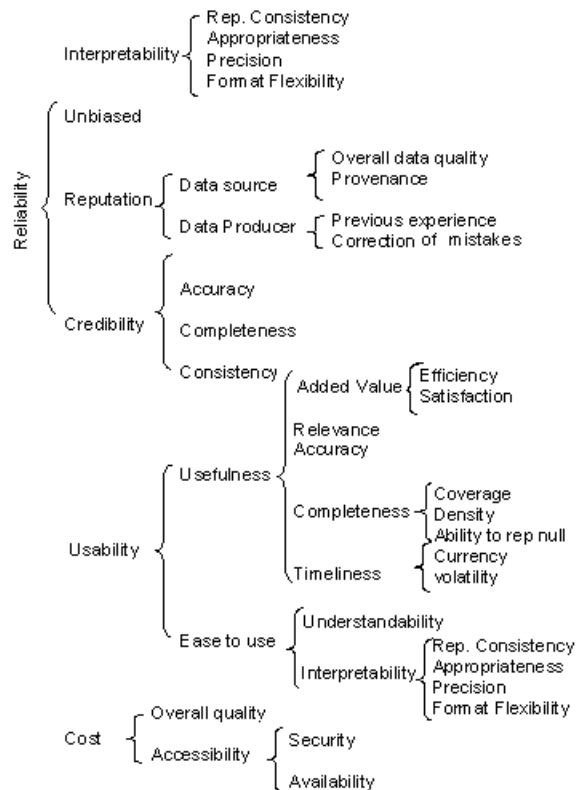 Rep. Consistency
Appropriateness
Interpretability
Precision
Format Flexibility
Unbiased
Reliability
Overall data quality
Data source
Provenance
Reputation
Previous experience
Data Producer
Correction of mistakes
Accuracy
Credibility
Completeness
Consistency
Efficiency
Added Value
Satisfaction
Relevance
Accuracy
Usefulness
Coverage
Completeness
Density
Ability to rep null
Usability
Currency
Timeliness
volatility
Understandability
Ease to use
Rep. Consistency
Interpretability
Appropriateness
Precision
Format Flexibility
Overall quality
Cost
Accessibility
Security
Availability